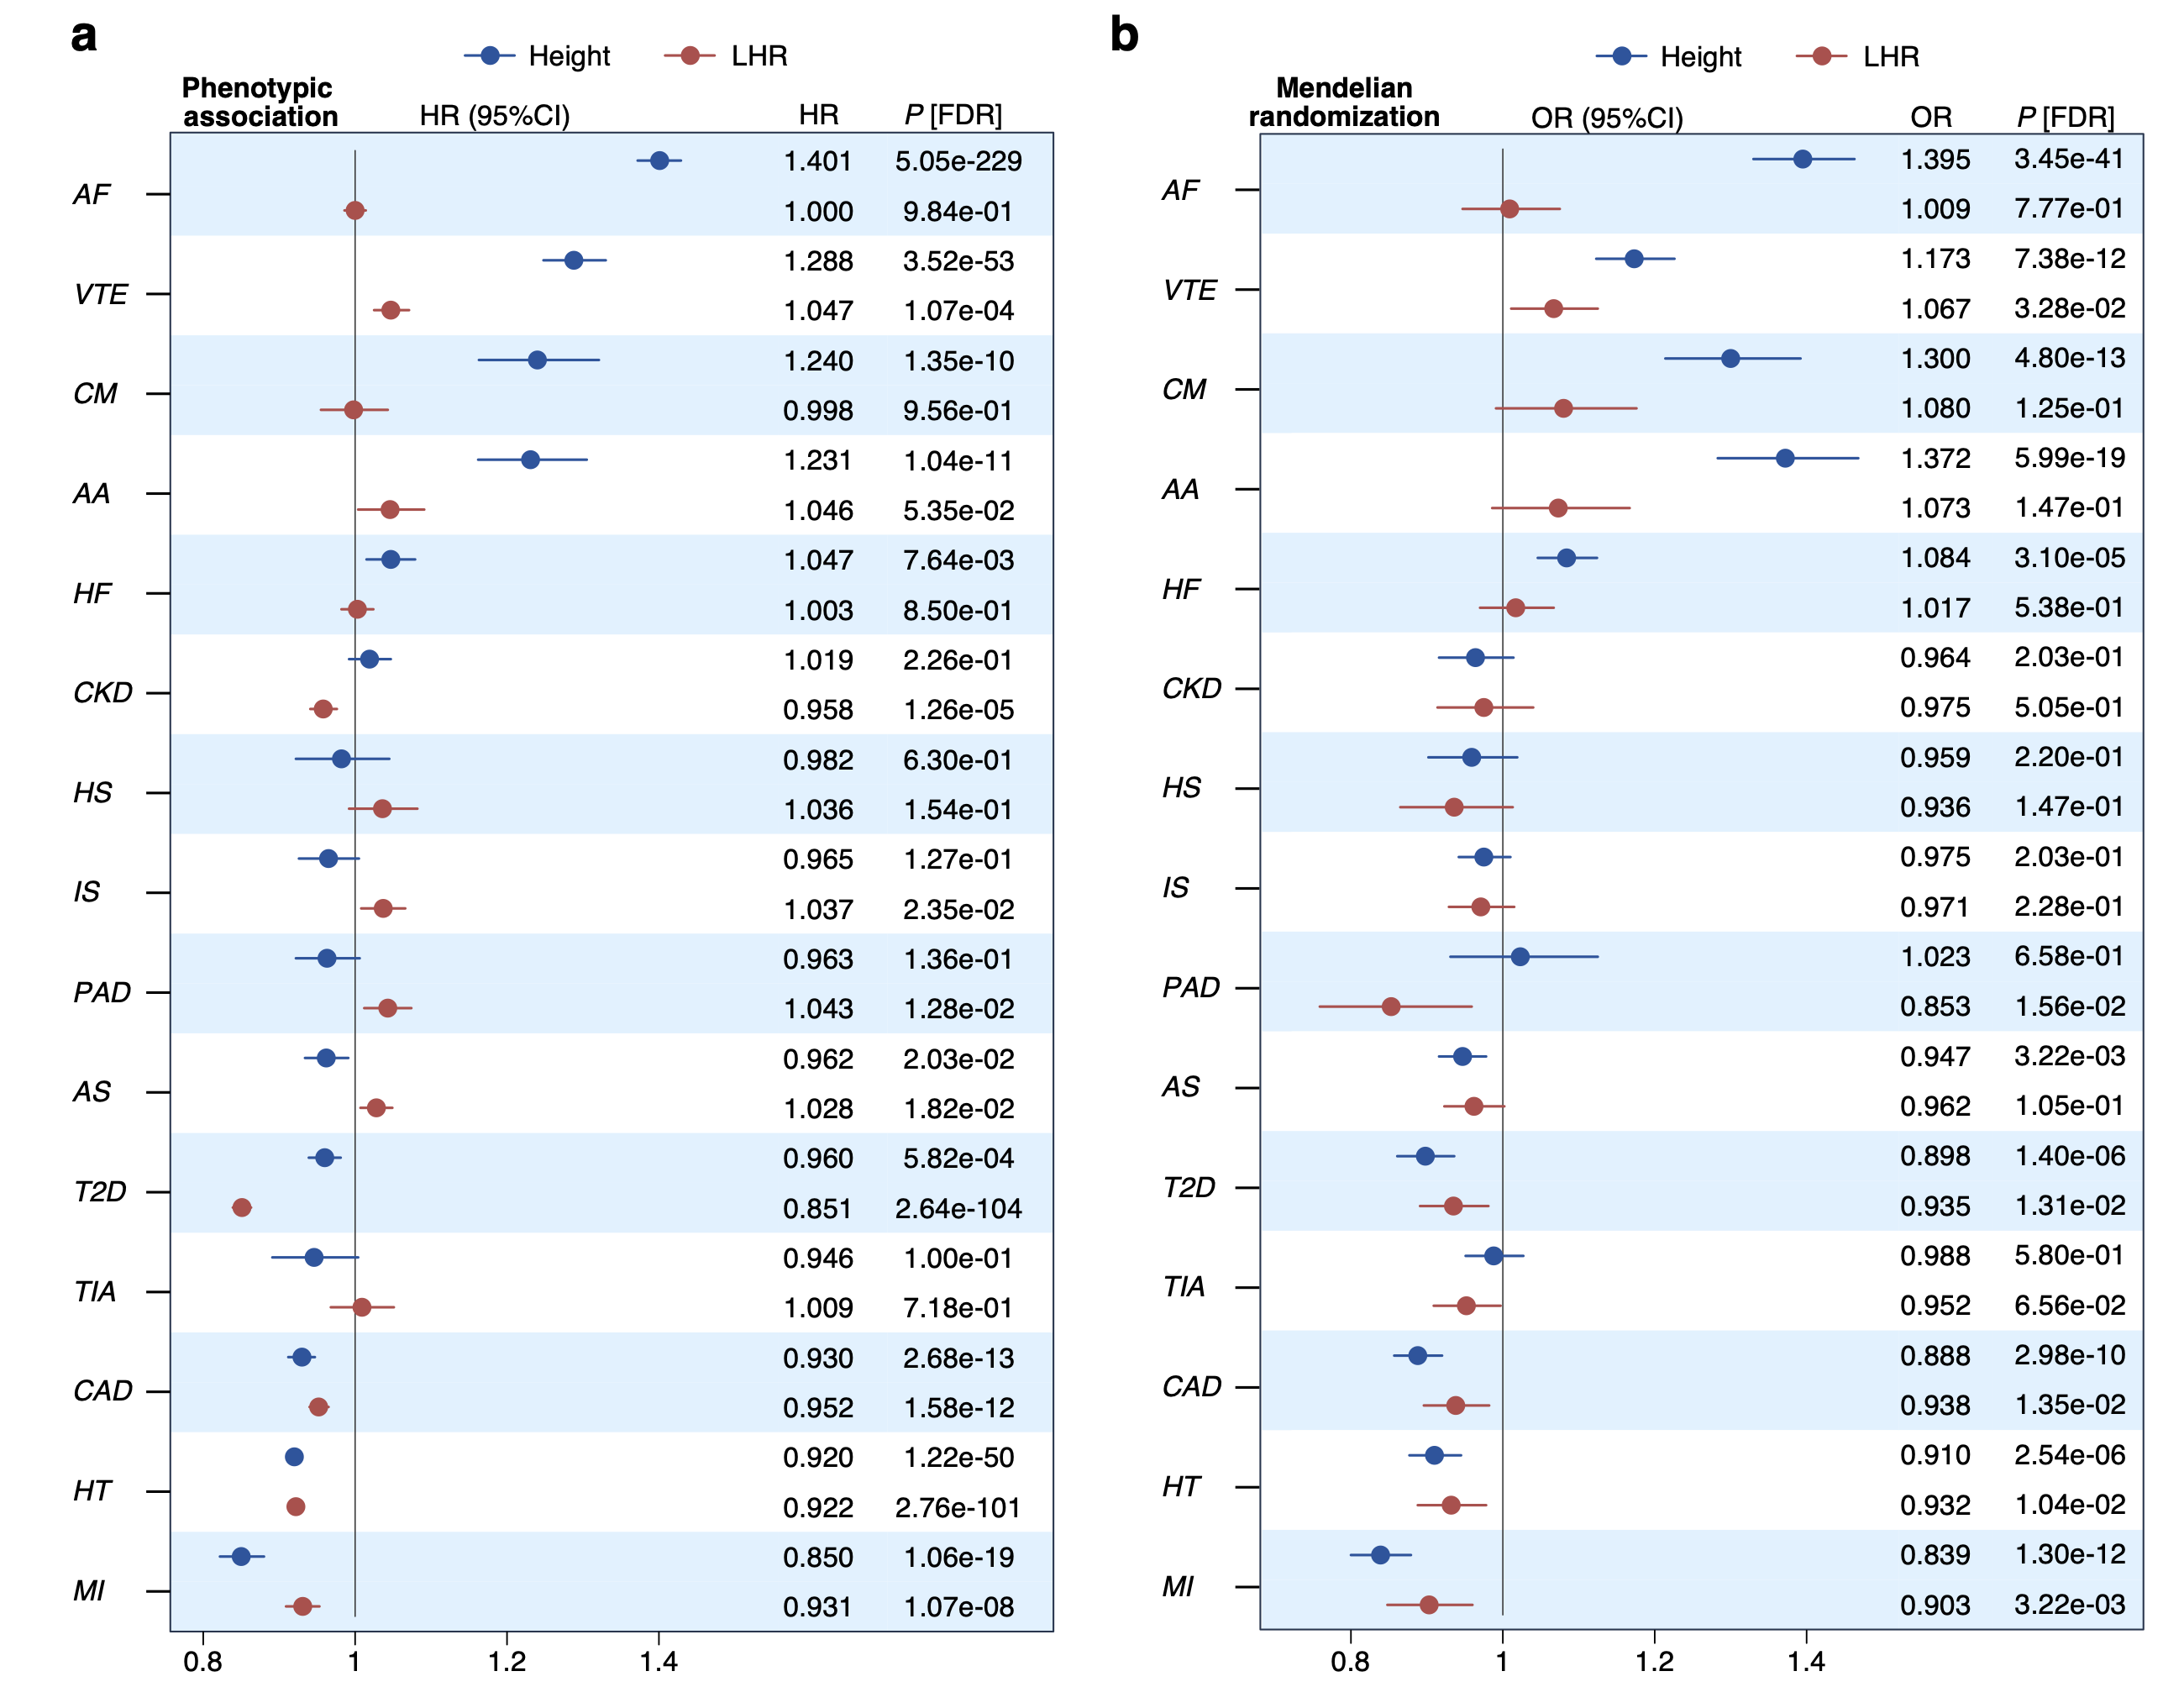 a
Height LHR
Phenotypic
association HR (95%CI) HR P [FDR]
1.401 5.05e-229
AF
1.000 9.84e-01
1.288 3.52e-53
VTE
1.047 1.07e-04
1.240 1.35e-10
CM
0.998 9.56e-01
1.231 1.04e-11
AA
1.046 5.35e-02
1.047 7.64e-03
HF
1.003 8.50e-01
1.019 2.26e-01
CKD
0.958 1.26e-05
0.982 6.30e-01
HS
1.036 1.54e-01
0.965 1.27e-01
IS
1.037 2.35e-02
0.963 1.36e-01
PAD
1.043 1.28e-02
0.962 2.03e-02
AS
1.028 1.82e-02
0.960 5.82e-04
T2D
0.851 2.64e-104
0.946 1.00e-01
TIA
1.009 7.18e-01
0.930 2.68e-13
CAD
0.952 1.58e-12
0.920 1.22e-50
HT
0.922 2.76e-101
0.850 1.06e-19
MI
0.931 1.07e-08
0.8 1 1.2 1.4
b
Height LHR
Mendelian
randomization OR (95%CI) OR P [FDR]
1.395 3.45e-41
AF
1.009 7.77e-01
1.173 7.38e-12
VTE
1.067 3.28e-02
1.300 4.80e-13
CM
1.080 1.25e-01
1.372 5.99e-19
AA
1.073 1.47e-01
1.084 3.10e-05
HF
1.017 5.38e-01
0.964 2.03e-01
CKD
0.975 5.05e-01
0.959 2.20e-01
HS
0.936 1.47e-01
0.975 2.03e-01
IS
0.971 2.28e-01
1.023 6.58e-01
PAD
0.853 1.56e-02
0.947 3.22e-03
AS
0.962 1.05e-01
0.898 1.40e-06
T2D
0.935 1.31e-02
0.988 5.80e-01
TIA
0.952 6.56e-02
0.888 2.98e-10
CAD
0.938 1.35e-02
0.910 2.54e-06
HT
0.932 1.04e-02
0.839 1.30e-12
MI
0.903 3.22e-03
0.8 1 1.2 1.4